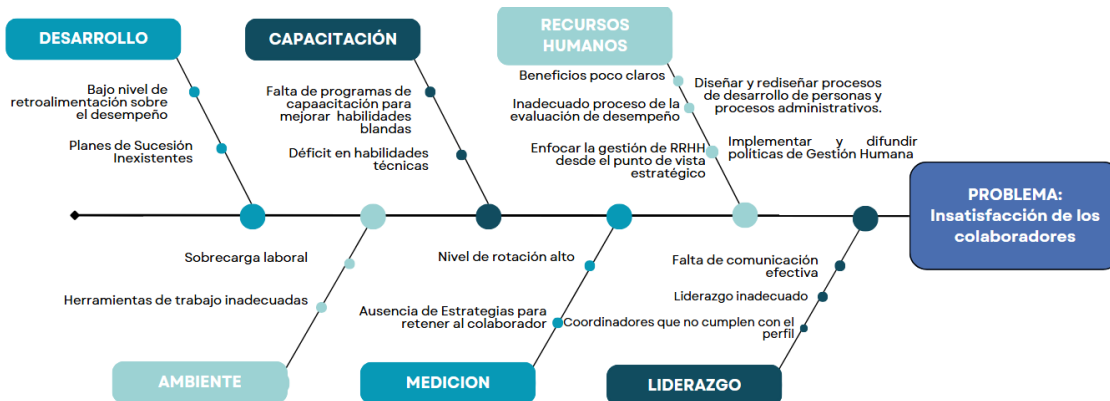 DESARROLLO
CAPACITACIÓN
RECURSOS
HUMANOS
Bajo nivel de
retroalimentación sobre
el desempeño
Planes de Sucesión
Inexistentes
Falta de programas de
capaacitación para
mejorar habilidades
blandas
Déficit en habilidades
técnicas
Beneficios poco claros
Inadecuado proceso de la
evaluación de desempeño
Enfocar la gestión de RRHH
desde el punto de vista
estratégico
Diseñar y rediseñar procesos
de desarrollo de personas y
procesos administrativos.
Implementar y difundir
políticas de Gestión Humana
PROBLEMA:
Insatisfacción de los
colaboradores
Sobrecarga laboral
Herramientas de trabajo inadecuadas
Nivel de rotación alto
Ausencia de Estrategias para
retener al colaborador
Falta de comunicación
efectiva
Liderazgo inadecuado
Coordinadores que no cumplen con el
perfil
AMBIENTE
MEDICION
LIDERAZGO